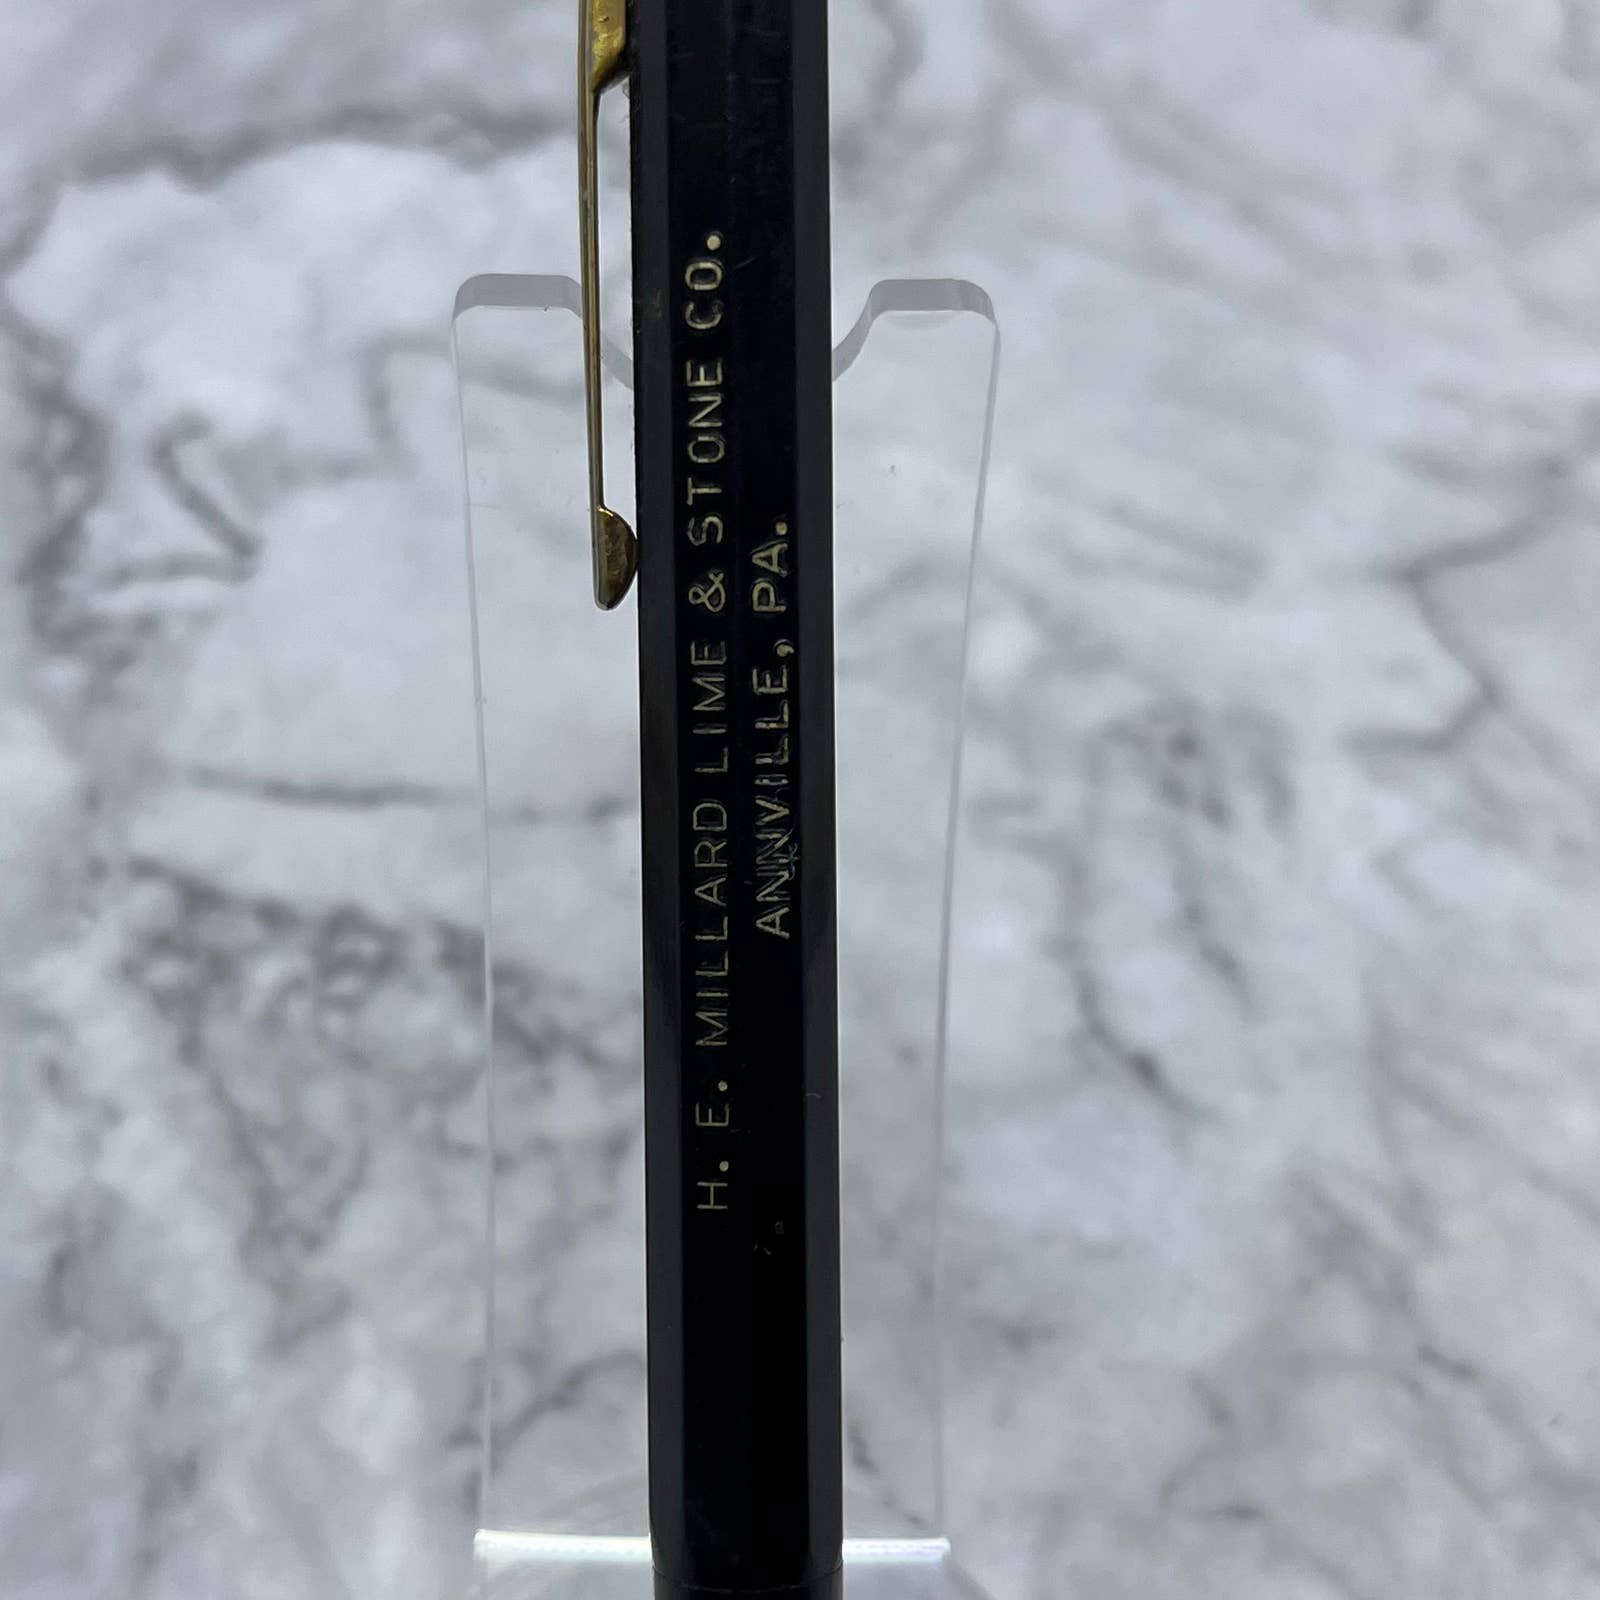 H. E. MILLARD LIME & STONE CO.
ANNVILLE, PA.